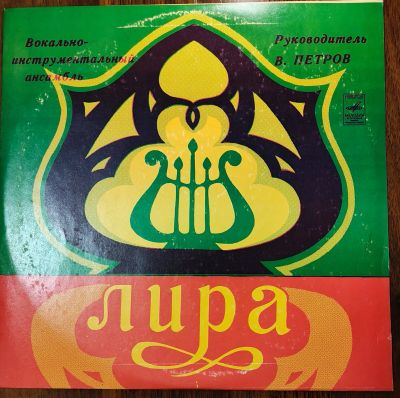 Вокально-
инструментальный
ансамбль
Руководитель
В. ПЕТРОВ
лира